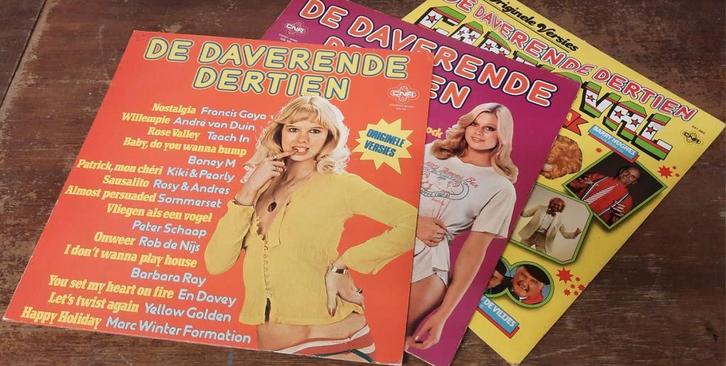 DE DAVERENDE
DERTIEN
CNR
Nostalgia Francis Goya
Willempie André van Duin
Rose Valley Teach In
Baby, do you wanna bump
Boney M
Patrick, mon chéri Kiki & Pearly
Sausalito Rosy & Andres
Almost persuaded Sommerset
Vliegen als een vogel
Peter Schaap
Onweer Rob de Nijs
I don't wanna play house
Barbara Ray
You set my heart on fire En Davey
Let's twist again Yellow Golden
Happy Holiday Marc Winter Formation
ORIGINELE
VERSIES
CNR
DE DAVERENDE
Originele Versies
DE DAVERENDE DERTIEN
BARRY HUGHES